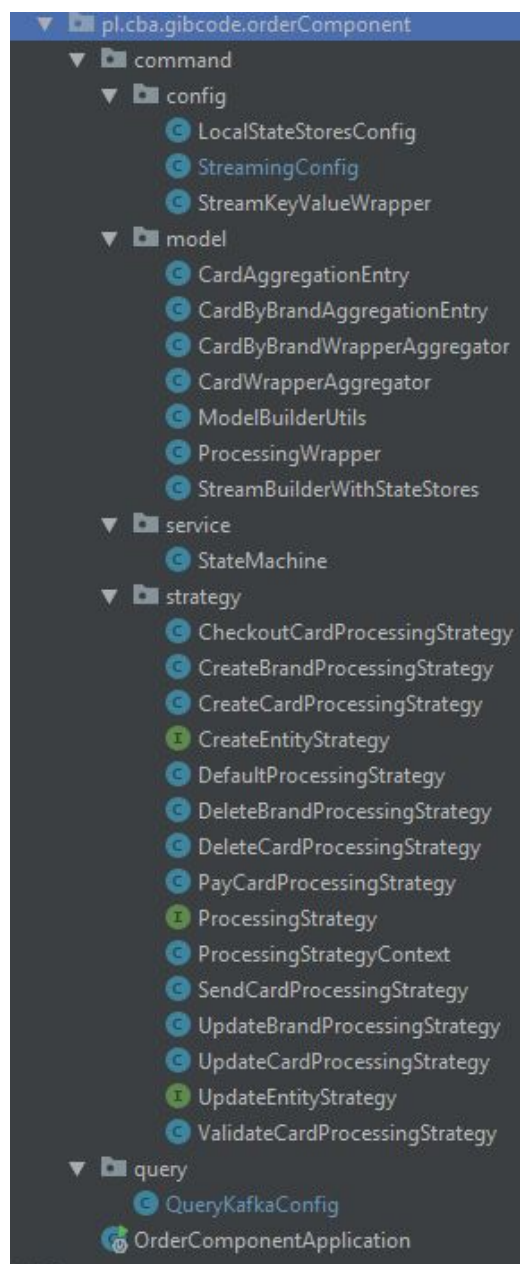 pl.cba.gibcode.orderComponent
command
config
LocalStateStoresConfig
StreamingConfig
StreamKeyValueWrapper
model
CardAggregationEntry
CardByBrandAggregationEntry
CardByBrandWrapperAggregator
CardWrapperAggregator
ModelBuilderUtils
ProcessingWrapper
StreamBuilderWithStateStores
service
StateMachine
strategy
CheckoutCardProcessingStrategy
CreateBrandProcessingStrategy
CreateCardProcessingStrategy
CreateEntityStrategy
DefaultProcessingStrategy
DeleteBrandProcessingStrategy
DeleteCardProcessingStrategy
PayCardProcessingStrategy
ProcessingStrategy
ProcessingStrategyContext
SendCardProcessingStrategy
UpdateBrandProcessingStrategy
UpdateCardProcessingStrategy
UpdateEntityStrategy
ValidateCardProcessingStrategy
query
QueryKafkaConfig
OrderComponentApplication